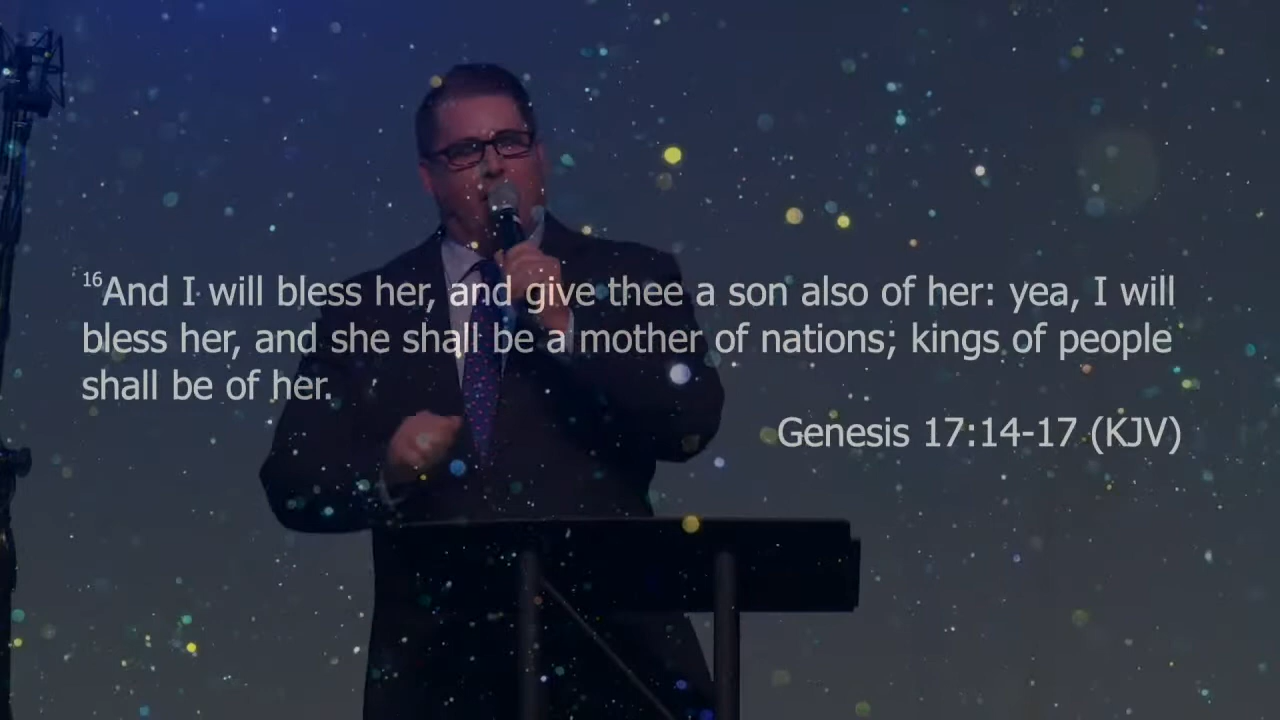 16And I will bless her, and give thee a son also of her: yea, I will
bless her, and she shall be a mother of nations; kings of people
shall be of her.
Genesis 17:14-17 (KJV)